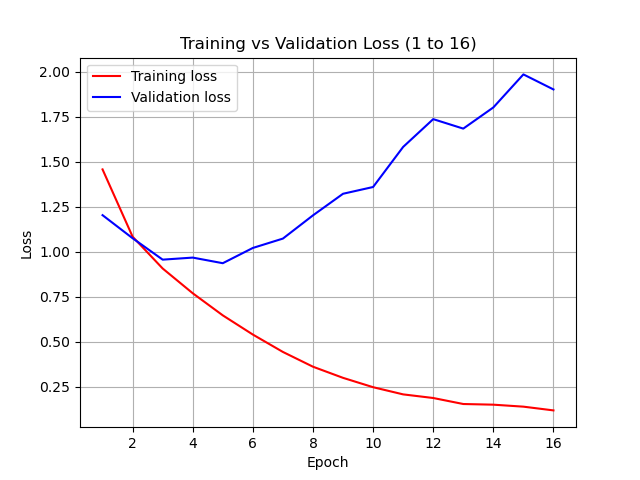 Training vs Validation Loss (1 to 16)
Training loss
Validation loss
2.00
1.75
1.50
1.25
1.00
0.75
0.50
0.25
Loss
2 4 6 8 10 12 14 16
Epoch